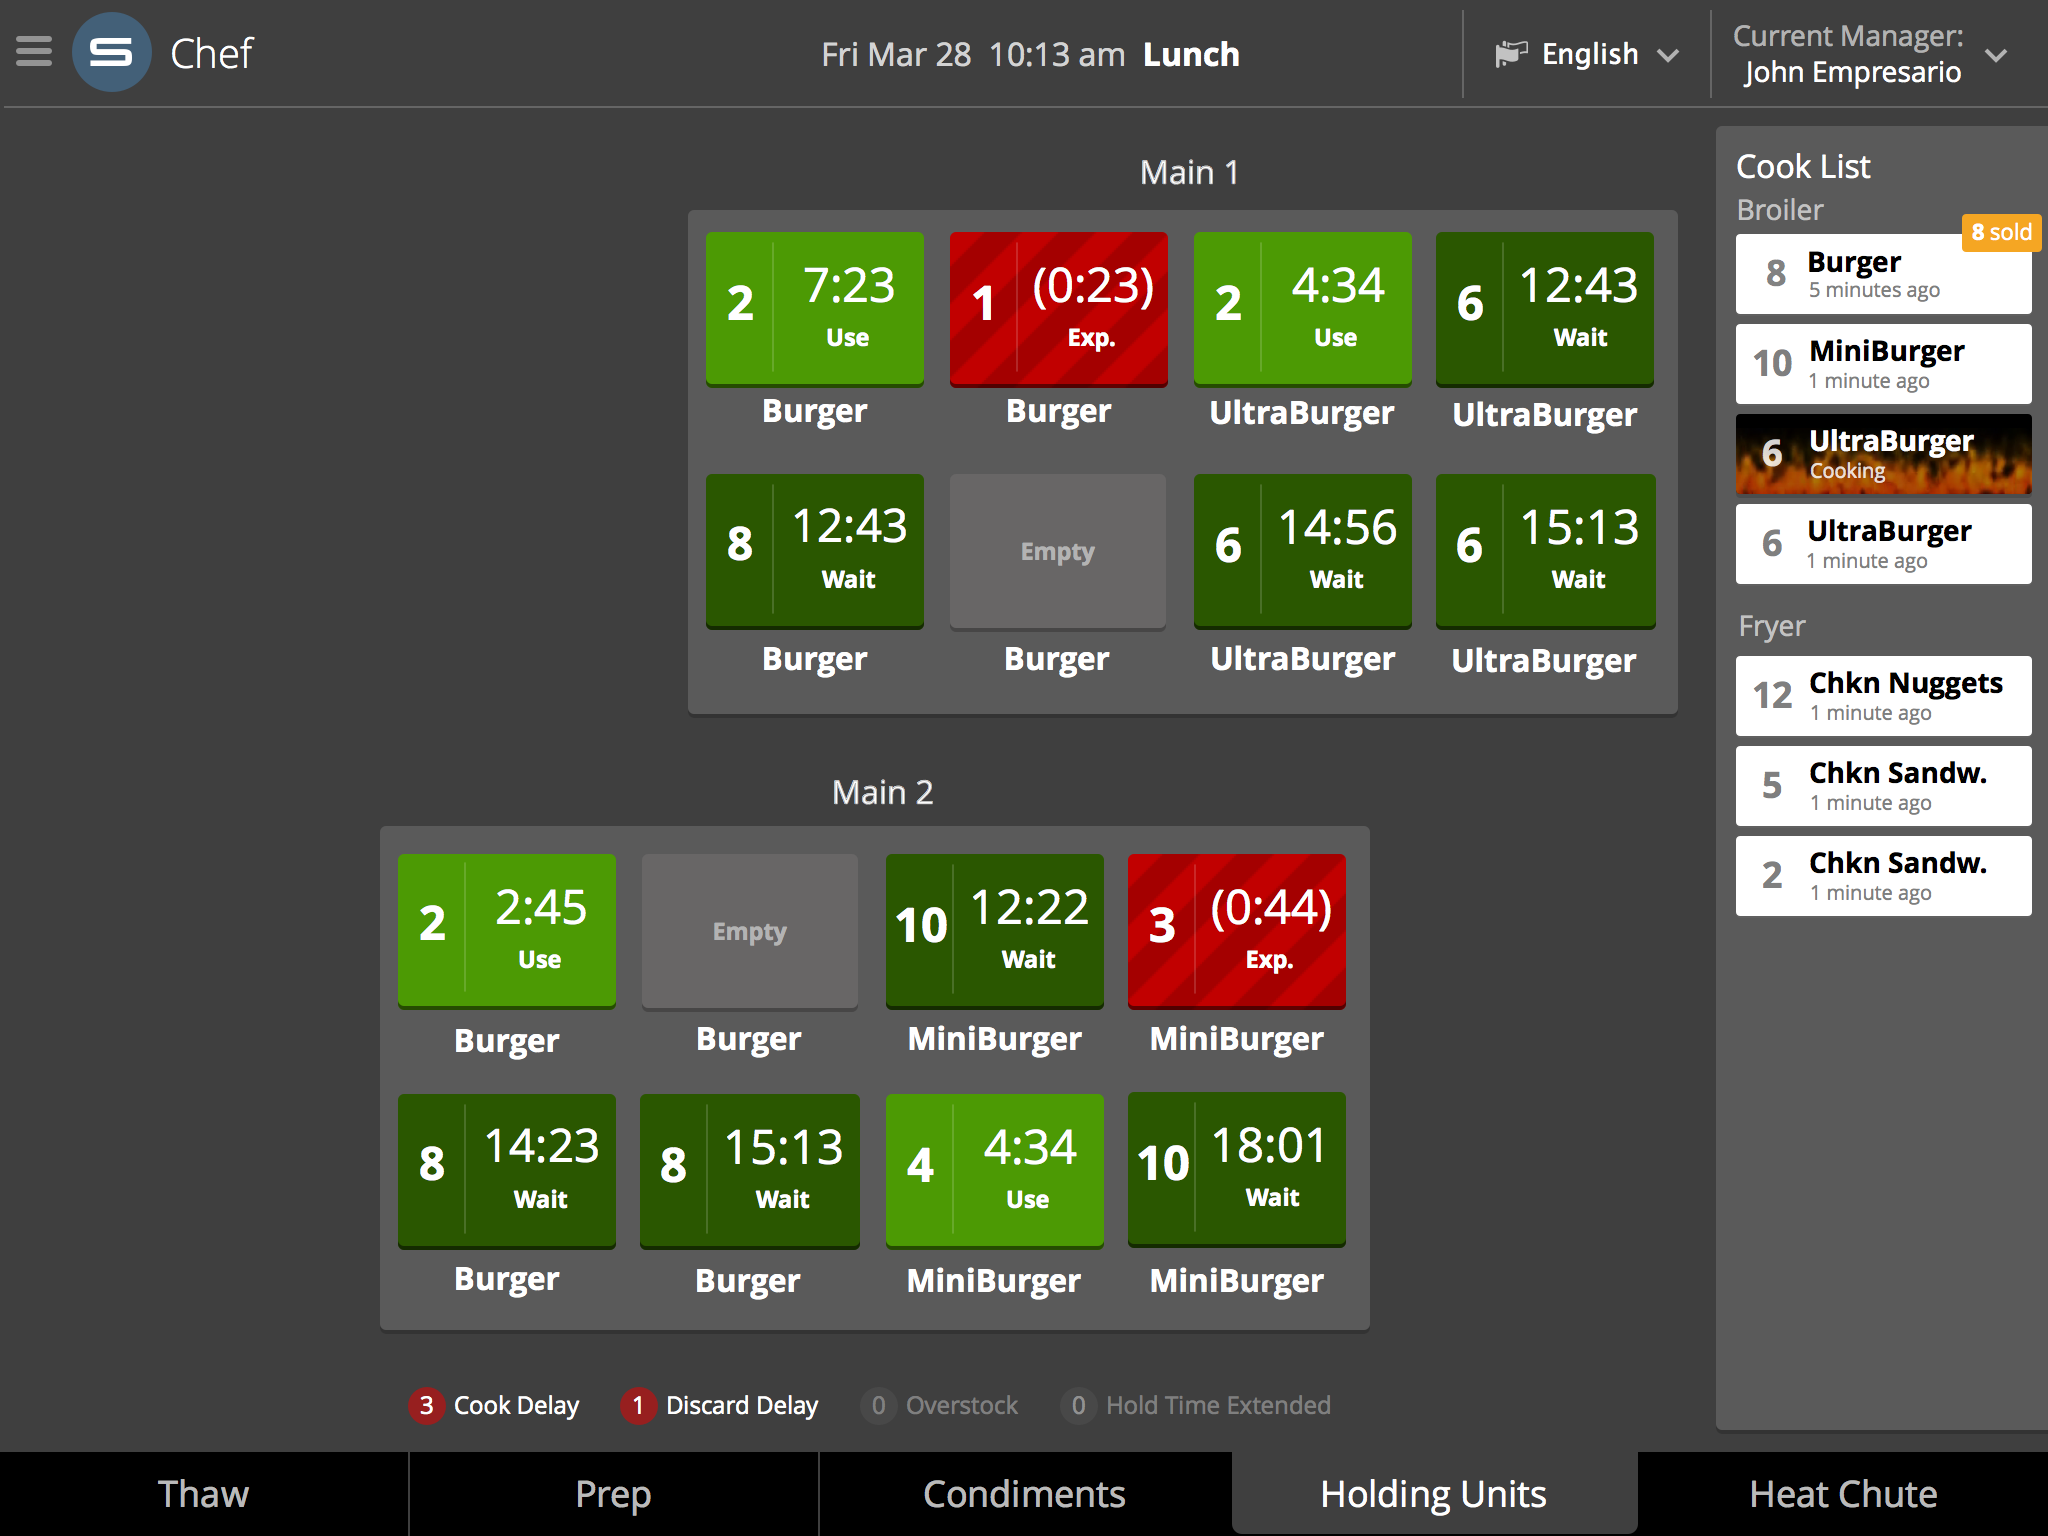 S Chef
Fri Mar 28 10:13 am Lunch
English
Current Manager:
John Empresario
Main 1
2 7:23 Use
Burger
1 (0:23) Exp.
Burger
2 4:34 Use
UltraBurger
6 12:43 Wait
UltraBurger
8 12:43 Wait
Burger
Empty
Burger
6 14:56 Wait
UltraBurger
6 15:13 Wait
UltraBurger
Main 2
2 2:45 Use
Burger
Empty
Burger
10 12:22 Wait
MiniBurger
3 (0:44) Exp.
MiniBurger
8 14:23 Wait
Burger
8 15:13 Wait
Burger
4 4:34 Use
MiniBurger
10 18:01 Wait
MiniBurger
3 Cook Delay
1 Discard Delay
0 Overstock
0 Hold Time Extended
Cook List
Broiler
8 sold
8 Burger
5 minutes ago
10 MiniBurger
1 minute ago
6 UltraBurger
Cooking
6 UltraBurger
1 minute ago
Fryer
12 Chkn Nuggets
1 minute ago
5 Chkn Sandw.
1 minute ago
2 Chkn Sandw.
1 minute ago
Thaw
Prep
Condiments
Holding Units
Heat Chute